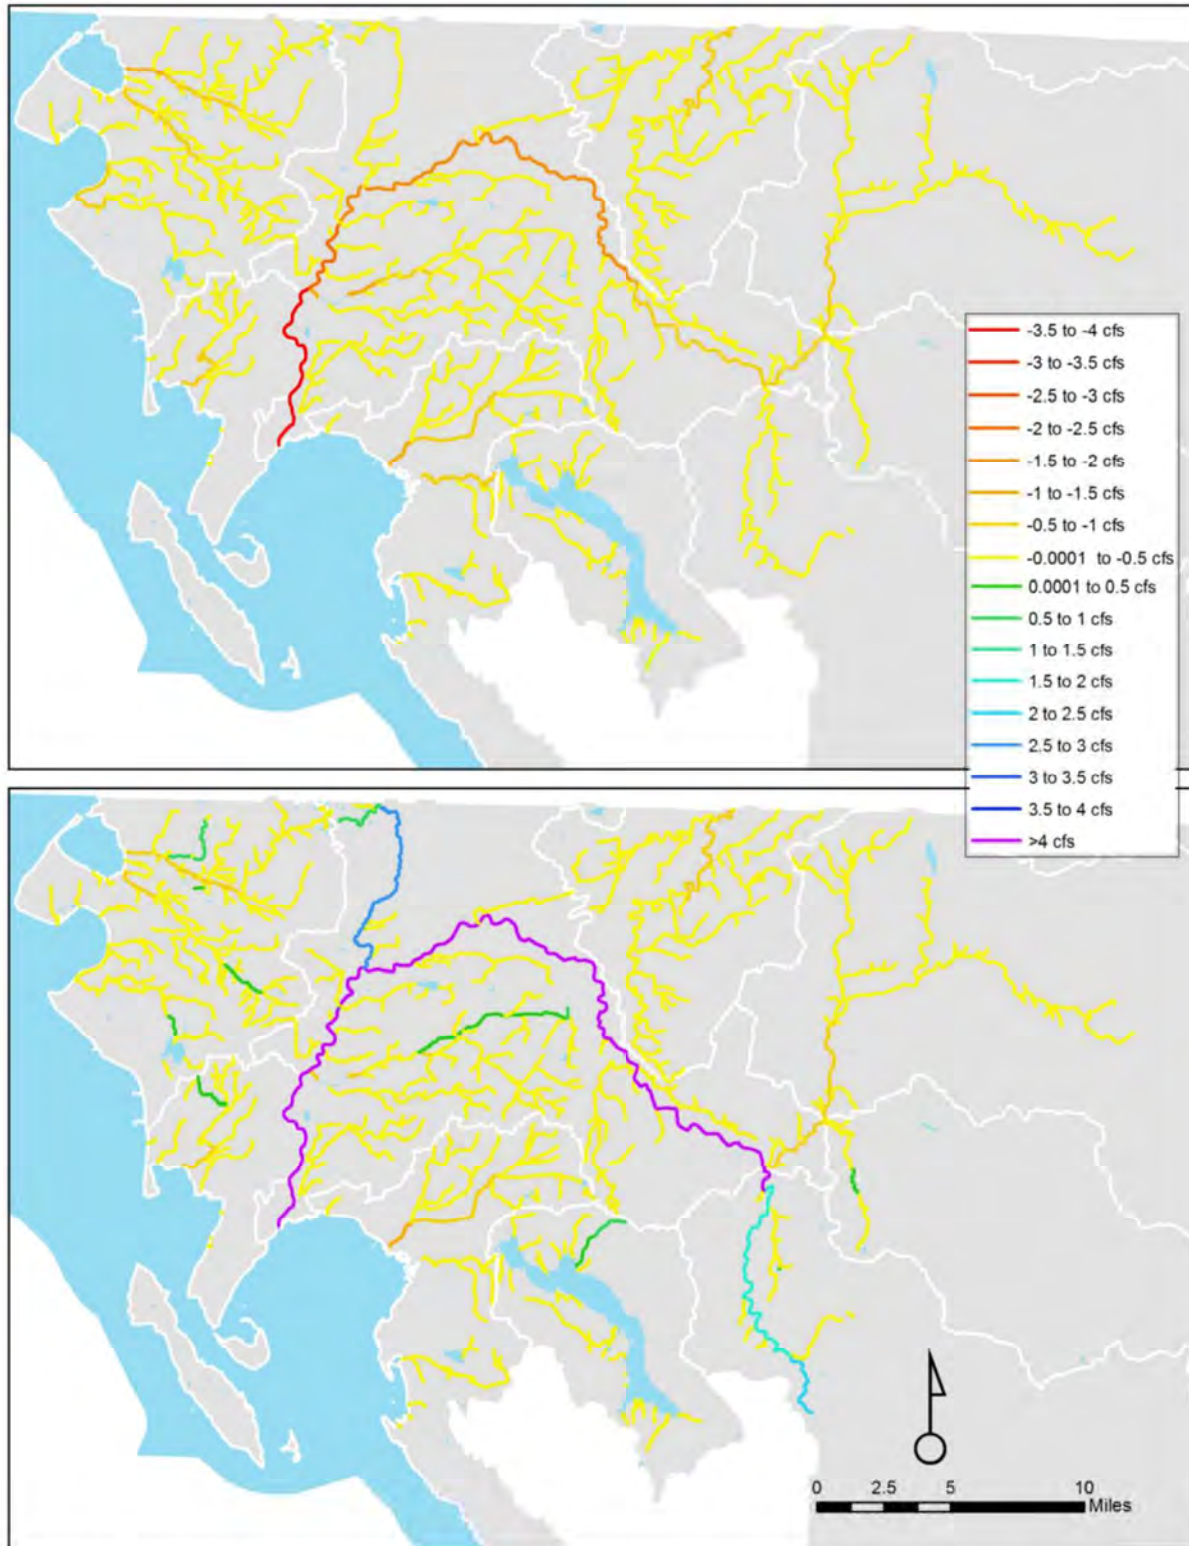 -3.5 to -4 cfs
-3 to -3.5 cfs
-2.5 to -3 cfs
-2 to -2.5 cfs
-1.5 to -2 cfs
-1 to -1.5 cfs
-0.5 to -1 cfs
-0.0001 to -0.5 cfs
0.0001 to 0.5 cfs
0.5 to 1 cfs
1 to 1.5 cfs
1.5 to 2 cfs
2 to 2.5 cfs
2.5 to 3 cfs
3 to 3.5 cfs
3.5 to 4 cfs
>4 cfs
0 2.5 5 10
Miles